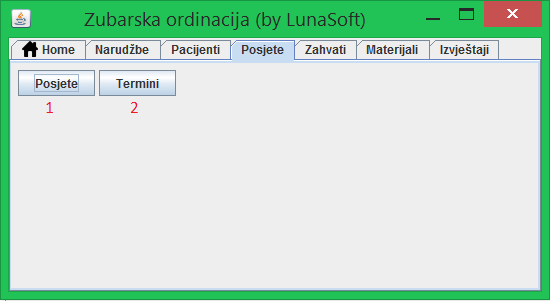 Zubarska ordinacija (by LunaSoft)
Home Narudžbe Pacijenti Posjete Zahvati Materijali Izvještaji
Posjete Termini
1 2